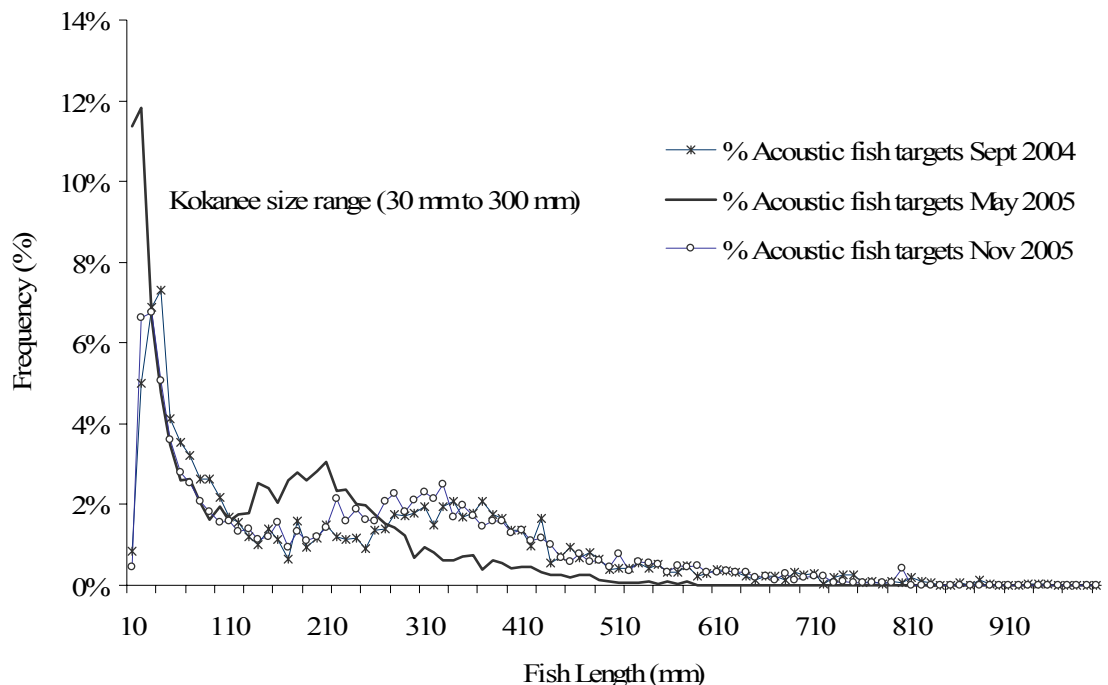 14%
12%
10%
8%
6%
4%
2%
0%
Frequency (%)
Kokanee size range (30 mm to 300 mm)
% Acoustic fish targets Sept 2004
% Acoustic fish targets May 2005
% Acoustic fish targets Nov 2005
10 110 210 310 410 510 610 710 810 910
Fish Length (mm)